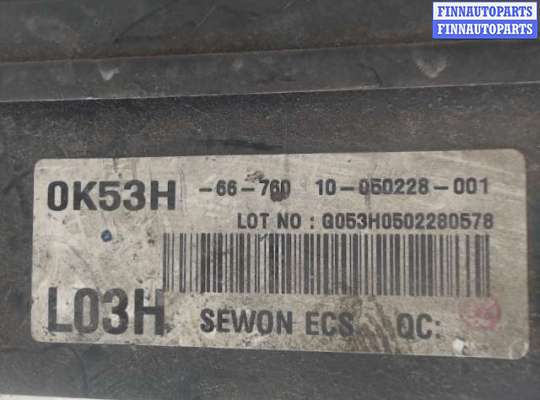 FINNAUTOPARTS
FINNAUTOPARTS
0K53H -66-760 10-050228-001
LOT NO : G053H0502280578
L03H SEWON ECS. QC: